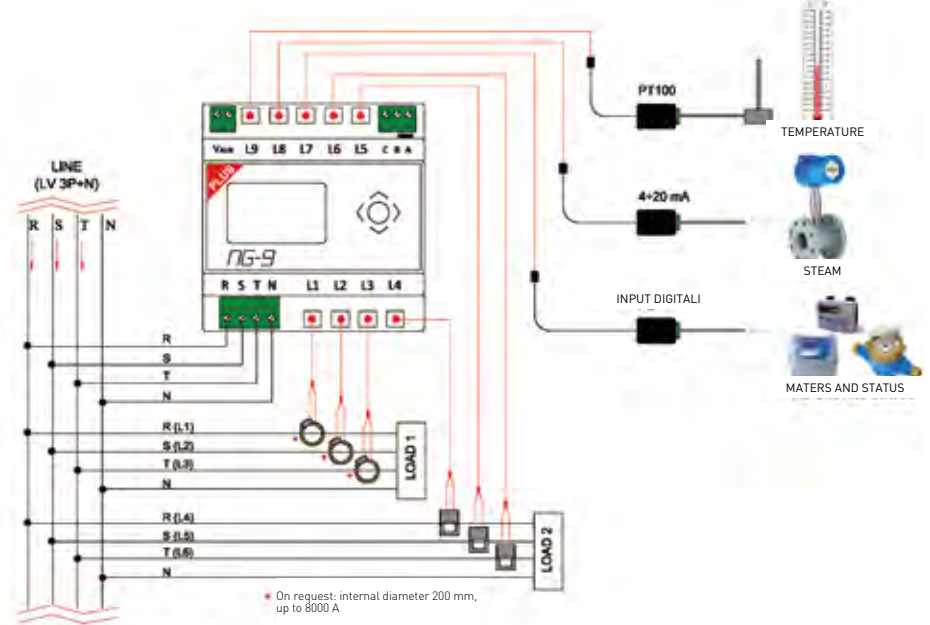 PT100
TEMPERATURE
Vaux L9 L8 L7 L6 L5 C B A
LINE
(LV 3P+N)
PLUS
R S T N
4÷20 mA
STEAM
NG-9
R S T N L1 L2 L3 L4
INPUT DIGITALI
R
S
T
N
MATERS AND STATUS
R (L1)
S (L2)
T (L3)
N
LOAD 1
R (L4)
S (L5)
T (L6)
N
LOAD 2
* On request: internal diameter 200 mm,
up to 8000 A